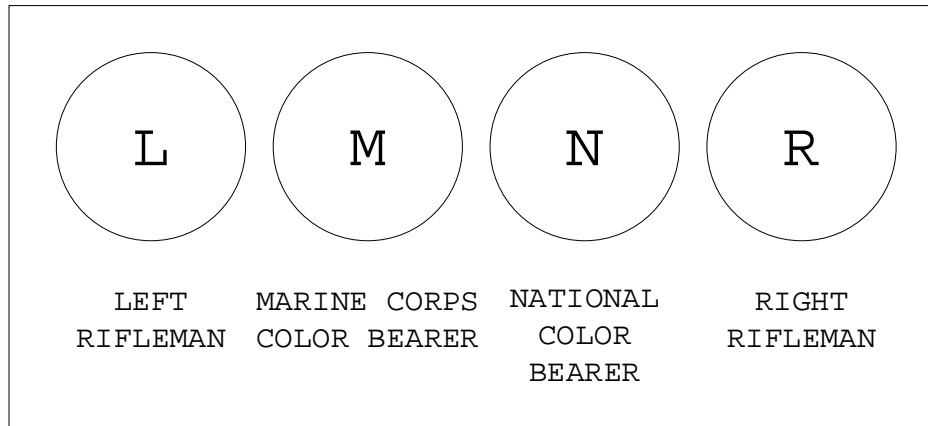 L M N R
LEFT
RIFLEMAN
MARINE CORPS
COLOR BEARER
NATIONAL
COLOR
BEARER
RIGHT
RIFLEMAN